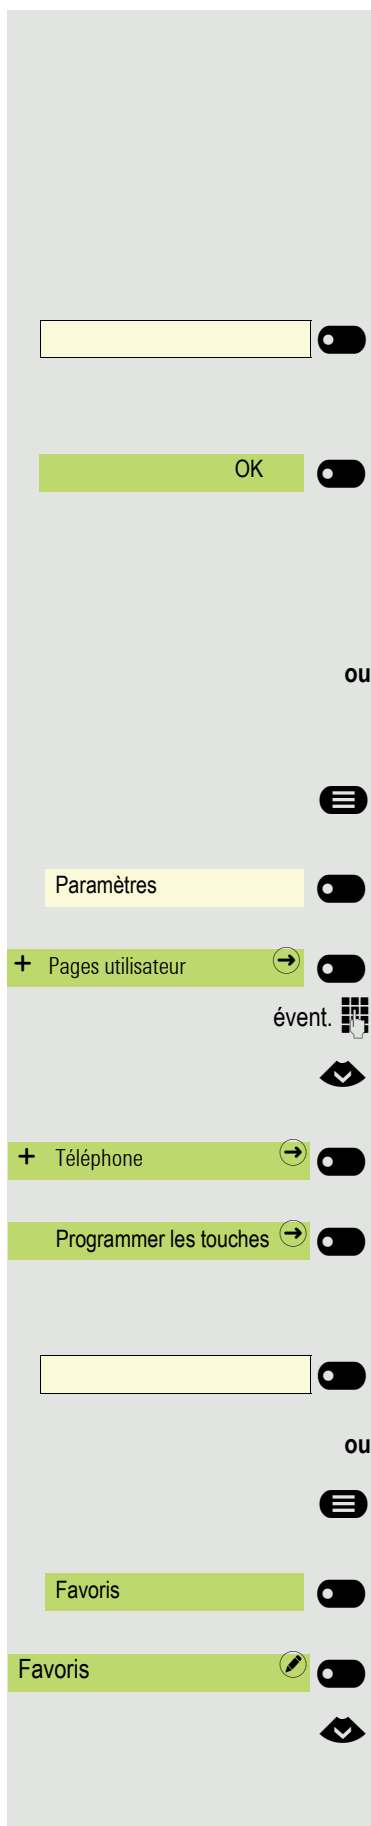 OK
ou
Paramètres
+ Pages utilisateur
évent.
+ Téléphone
Programmer les touches
ou
Favoris
Favoris